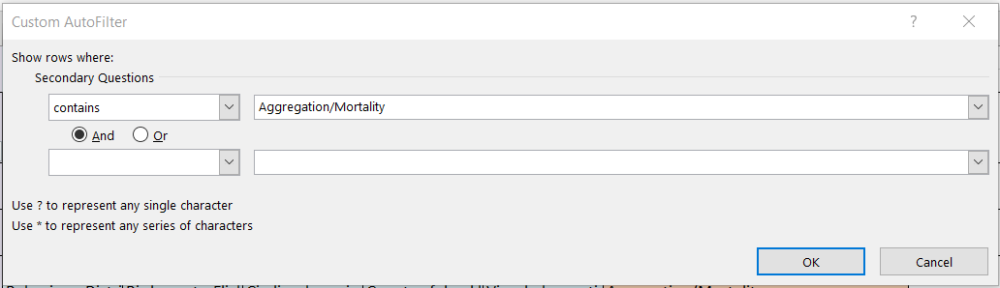 Custom AutoFilter ?
Show rows where:
Secondary Questions
contains Aggregation/Mortality
And Or
Use ? to represent any single character
Use * to represent any series of characters
OK Cancel